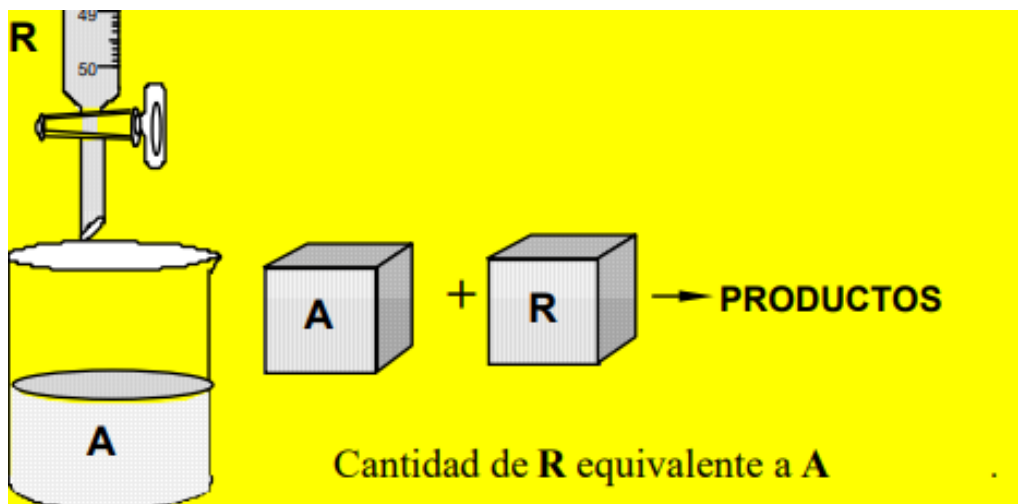 49
R
50
A + R → PRODUCTOS
A
Cantidad de R equivalente a A .